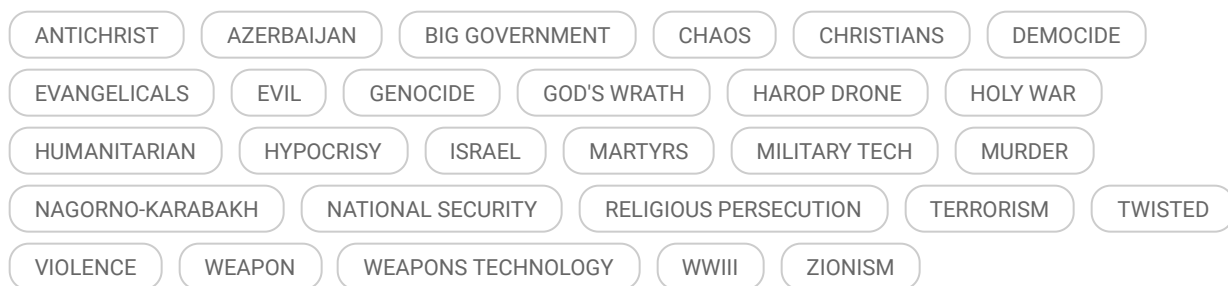 ANTICHRIST AZERBAIJAN BIG GOVERNMENT CHAOS CHRISTIANS DEMOCIDE
EVANGELICALS EVIL GENOCIDE GOD'S WRATH HAROP DRONE HOLY WAR
HUMANITARIAN HYPOCRISY ISRAEL MARTYRS MILITARY TECH MURDER
NAGORNO-KARABAKH NATIONAL SECURITY RELIGIOUS PERSECUTION TERRORISM TWISTED
VIOLENCE WEAPON WEAPONS TECHNOLOGY WWIII ZIONISM